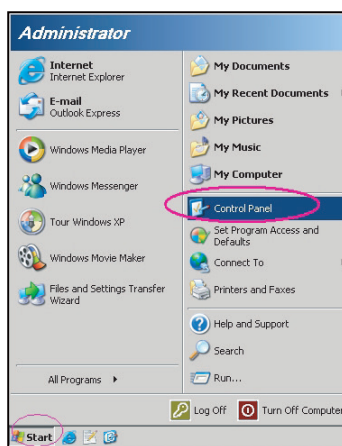 Administrator
Internet
Internet Explorer
E-mail
Outlook Express
Windows Media Player
Windows Messenger
Tour Windows XP
Windows Movie Maker
Files and Settings Transfer
Wizard
All Programs
My Documents
My Recent Documents
My Pictures
My Music
My Computer
Control Panel
Set Program Access and
Defaults
Connect To
Printers and Faxes
Help and Support
Search
Run...
Log Off
Turn Off Computer
Start